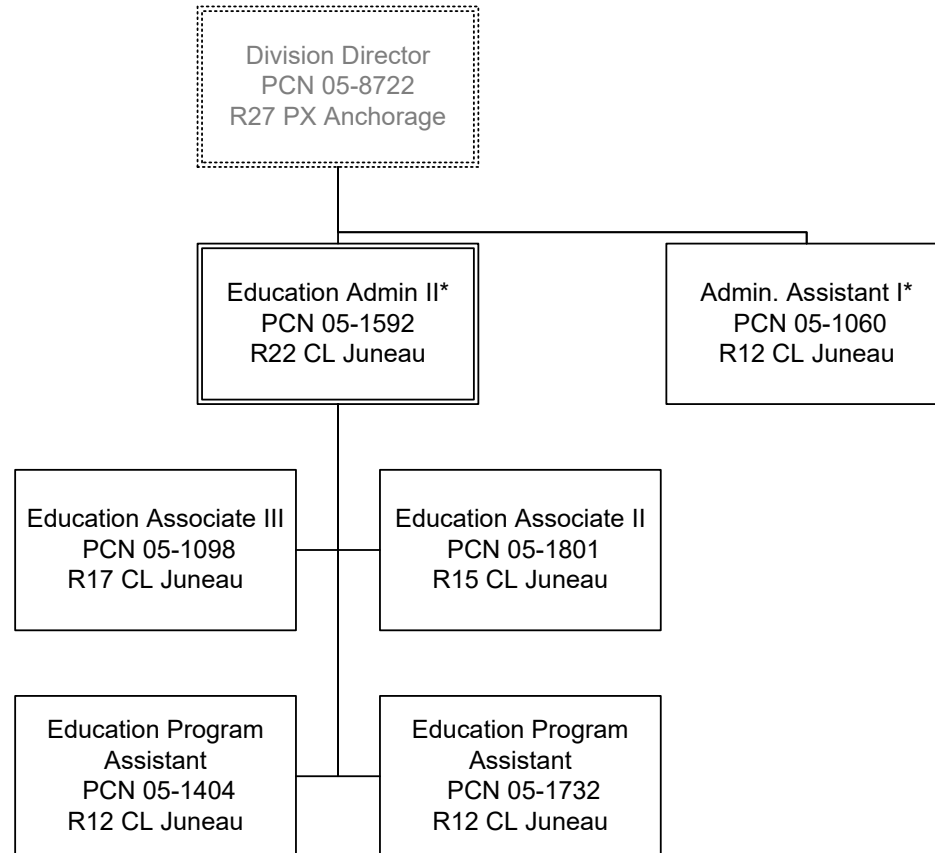 Division Director
PCN 05-8722
R27 PX Anchorage
Education Admin II*
PCN 05-1592
R22 CL Juneau
Admin. Assistant I*
PCN 05-1060
R12 CL Juneau
Education Associate III
PCN 05-1098
R17 CL Juneau
Education Associate II
PCN 05-1801
R15 CL Juneau
Education Program
Assistant
PCN 05-1404
R12 CL Juneau
Education Program
Assistant
PCN 05-1732
R12 CL Juneau